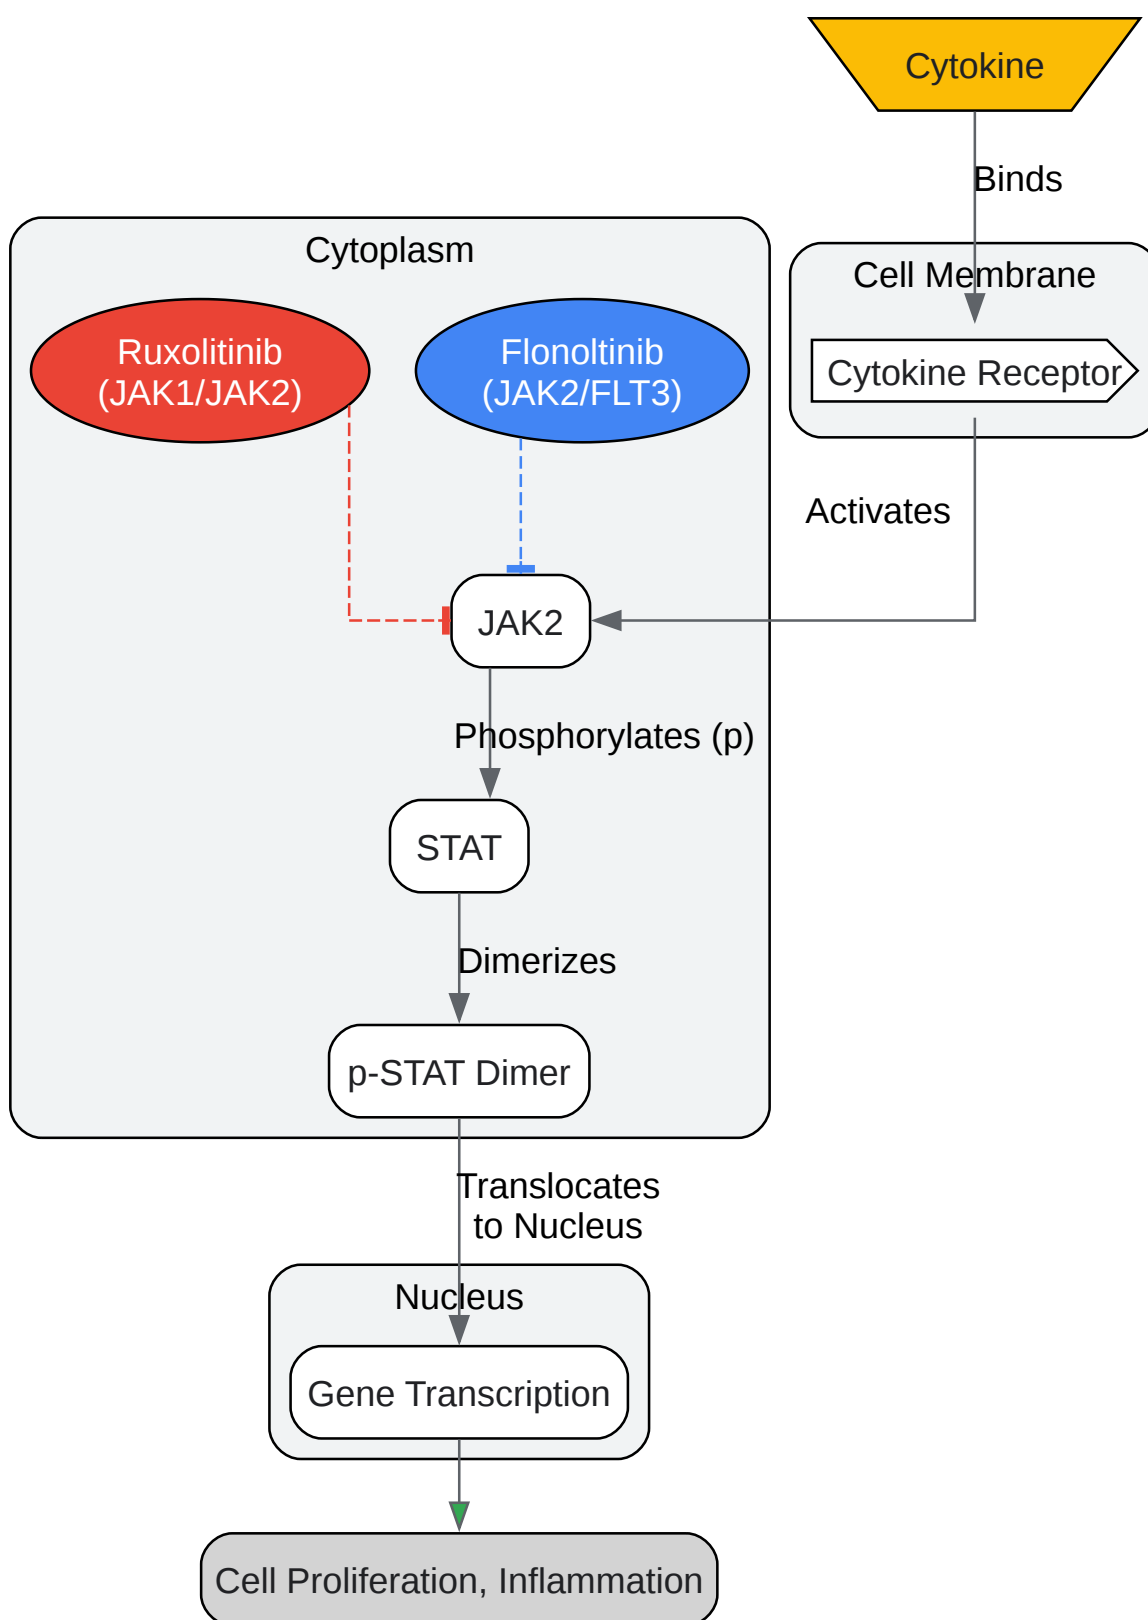 Cytokine
Binds
Cytoplasm
Cell Membrane
Ruxolitinib
(JAK1/JAK2)
Flonoltinib
(JAK2/FLT3)
Cytokine Receptor
Activates
JAK2
Phosphorylates (p)
STAT
Dimerizes
p-STAT Dimer
Translocates
to Nucleus
Nucleus
Gene Transcription
Cell Proliferation, Inflammation